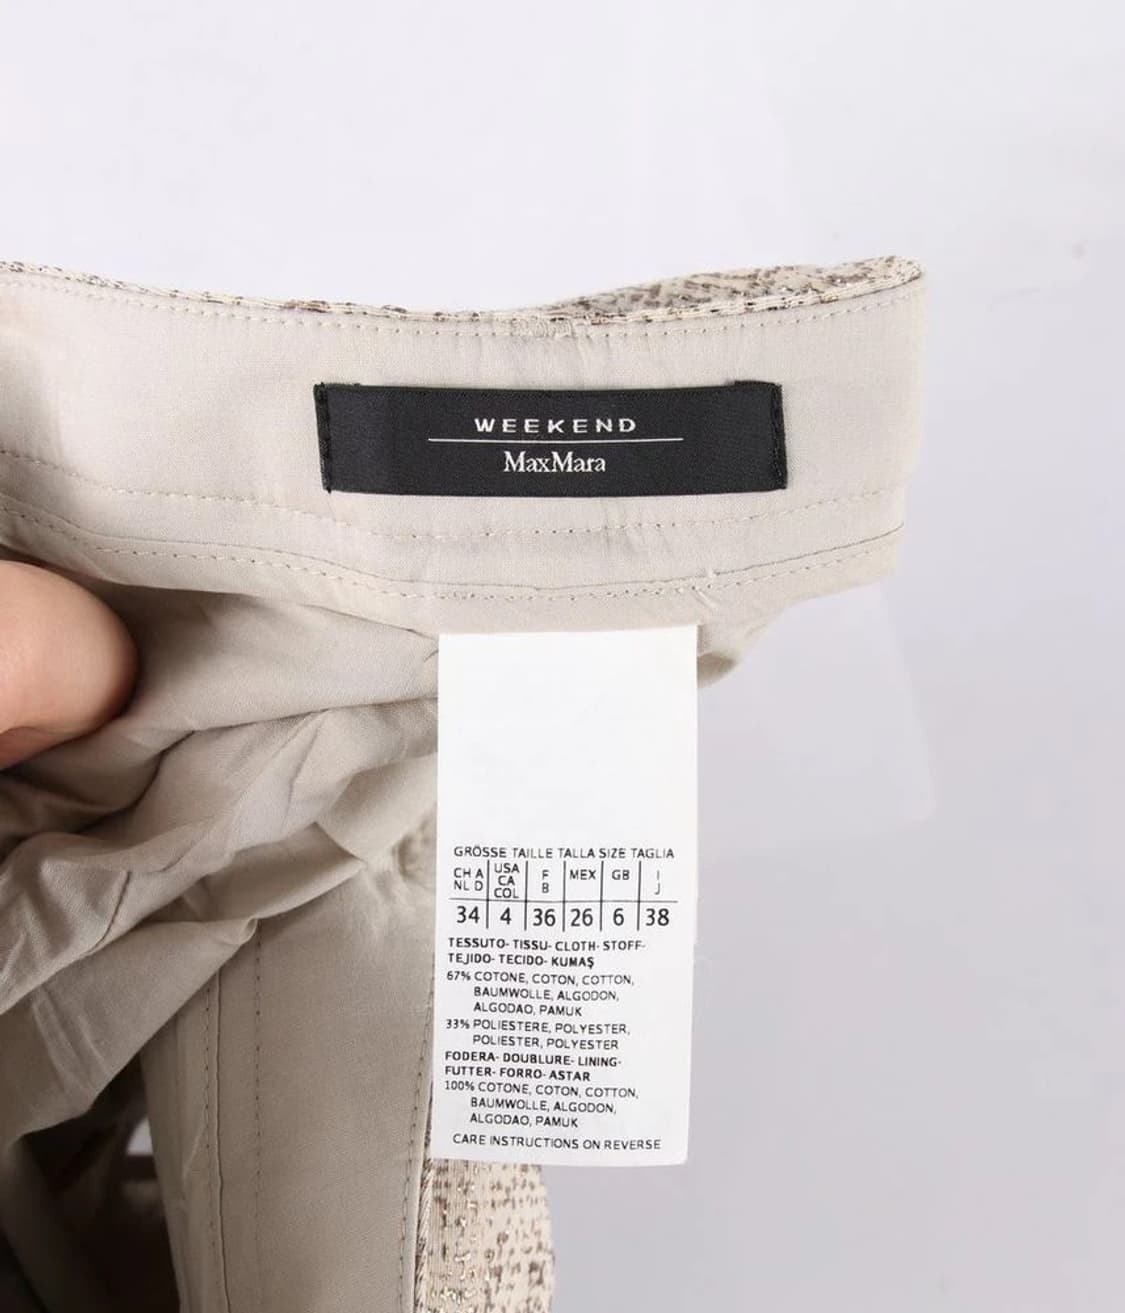 WEEKEND
MaxMara
GRÖSSE TAILLE TALLA SIZE TAGLIA
CH A NL D USA CA COL F B MEX GB I J
34 4 36 26 6 38
TESSUTO- TISSU- CLOTH- STOFF-
TEJIDO- TECIDO- KUMAŞ
67% COTONE, COTON, COTTON,
BAUMWOLLE, ALGODON,
ALGODAO, PAMUK
33% POLIESTERE, POLYESTER,
POLIESTER, POLYESTER
FODERA- DOUBLURE- LINING-
FUTTER- FORRO- ASTAR
100% COTONE, COTON, COTTON,
BAUMWOLLE, ALGODON,
ALGODAO, PAMUK
CARE INSTRUCTIONS ON REVERSE